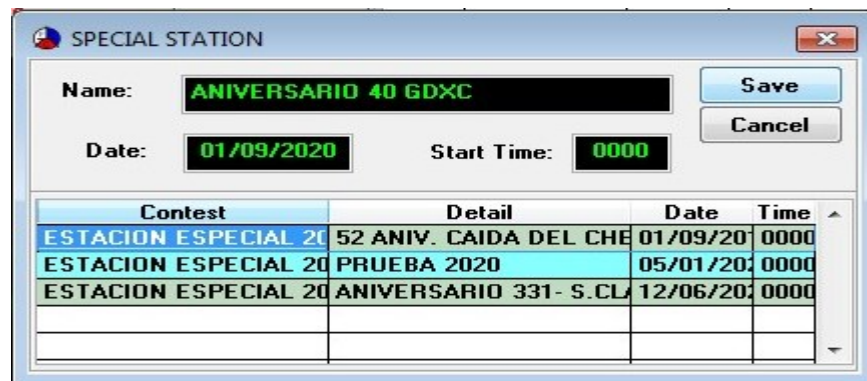 SPECIAL STATION
Name: ANIVERSARIO 40 GDXC Save
Cancel
Date: 01/09/2020 Start Time: 0000
Contest Detail Date Time
ESTACION ESPECIAL 20 52 ANIV. CAIDA DEL CHE 01/09/20 0000
ESTACION ESPECIAL 20 PRUEBA 2020 05/01/20 0000
ESTACION ESPECIAL 20 ANIVERSARIO 331- S.CL 12/06/20 0000